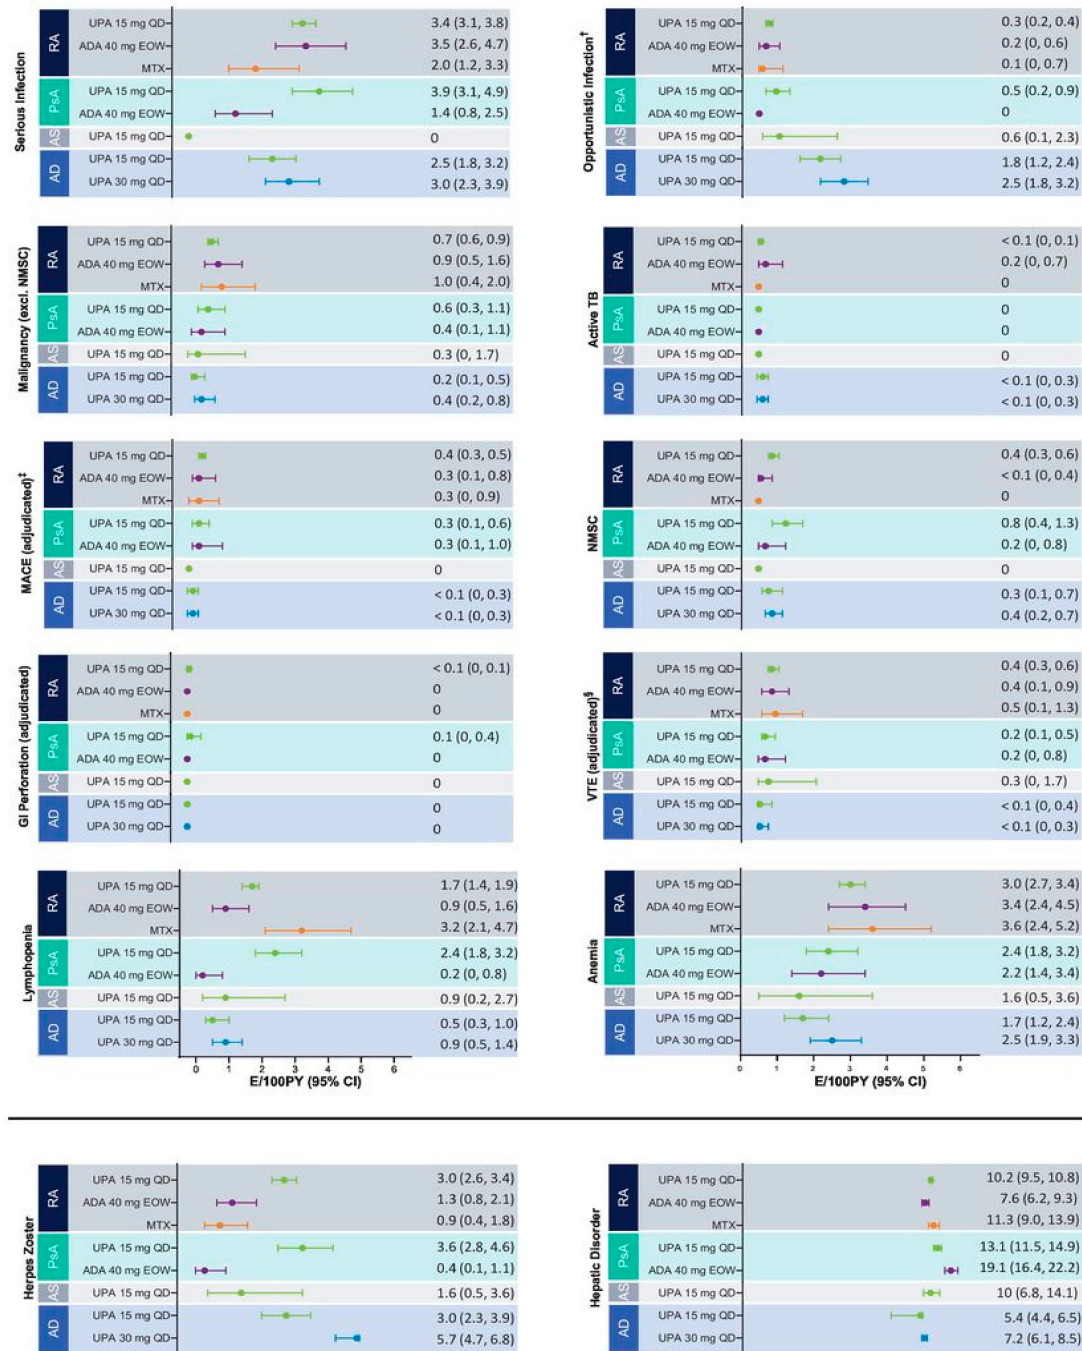 Serious Infection
RA
UPA 15 mg QD 3.4 (3.1, 3.8)
ADA 40 mg EOW 3.5 (2.6, 4.7)
MTX 2.0 (1.2, 3.3)
PsA
UPA 15 mg QD 3.9 (3.1, 4.9)
ADA 40 mg EOW 1.4 (0.8, 2.5)
AS
UPA 15 mg QD 0
AD
UPA 15 mg QD 2.5 (1.8, 3.2)
UPA 30 mg QD 3.0 (2.3, 3.9)
Opportunistic Infection†
RA
UPA 15 mg QD 0.3 (0.2, 0.4)
ADA 40 mg EOW 0.2 (0, 0.6)
MTX 0.1 (0, 0.7)
PsA
UPA 15 mg QD 0.5 (0.2, 0.9)
ADA 40 mg EOW 0
AS
UPA 15 mg QD 0.6 (0.1, 2.3)
AD
UPA 15 mg QD 1.8 (1.2, 2.4)
UPA 30 mg QD 2.5 (1.8, 3.2)
Malignancy (excl. NMSC)
RA
UPA 15 mg QD 0.7 (0.6, 0.9)
ADA 40 mg EOW 0.9 (0.5, 1.6)
MTX 1.0 (0.4, 2.0)
PsA
UPA 15 mg QD 0.6 (0.3, 1.1)
ADA 40 mg EOW 0.4 (0.1, 1.1)
AS
UPA 15 mg QD 0.3 (0, 1.7)
AD
UPA 15 mg QD 0.2 (0.1, 0.5)
UPA 30 mg QD 0.4 (0.2, 0.8)
Active TB
RA
UPA 15 mg QD < 0.1 (0, 0.1)
ADA 40 mg EOW 0.2 (0, 0.7)
MTX 0
PsA
UPA 15 mg QD 0
ADA 40 mg EOW 0
AS
UPA 15 mg QD 0
AD
UPA 15 mg QD < 0.1 (0, 0.3)
UPA 30 mg QD < 0.1 (0, 0.3)
MACE (adjudicated)‡
RA
UPA 15 mg QD 0.4 (0.3, 0.5)
ADA 40 mg EOW 0.3 (0.1, 0.8)
MTX 0.3 (0, 0.9)
PsA
UPA 15 mg QD 0.3 (0.1, 0.6)
ADA 40 mg EOW 0.3 (0.1, 1.0)
AS
UPA 15 mg QD 0
AD
UPA 15 mg QD < 0.1 (0, 0.3)
UPA 30 mg QD < 0.1 (0, 0.3)
NMSC
RA
UPA 15 mg QD 0.4 (0.3, 0.6)
ADA 40 mg EOW < 0.1 (0, 0.4)
MTX 0
PsA
UPA 15 mg QD 0.8 (0.4, 1.3)
ADA 40 mg EOW 0.2 (0, 0.8)
AS
UPA 15 mg QD 0
AD
UPA 15 mg QD 0.3 (0.1, 0.7)
UPA 30 mg QD 0.4 (0.2, 0.7)
GI Perforation (adjudicated)
RA
UPA 15 mg QD < 0.1 (0, 0.1)
ADA 40 mg EOW 0
MTX 0
PsA
UPA 15 mg QD 0.1 (0, 0.4)
ADA 40 mg EOW 0
AS
UPA 15 mg QD 0
AD
UPA 15 mg QD 0
UPA 30 mg QD 0
VTE (adjudicated)§
RA
UPA 15 mg QD 0.4 (0.3, 0.6)
ADA 40 mg EOW 0.4 (0.1, 0.9)
MTX 0.5 (0.1, 1.3)
PsA
UPA 15 mg QD 0.2 (0.1, 0.5)
ADA 40 mg EOW 0.2 (0, 0.8)
AS
UPA 15 mg QD 0.3 (0, 1.7)
AD
UPA 15 mg QD < 0.1 (0, 0.4)
UPA 30 mg QD < 0.1 (0, 0.3)
Lymphopenia
RA
UPA 15 mg QD 1.7 (1.4, 1.9)
ADA 40 mg EOW 0.9 (0.5, 1.6)
MTX 3.2 (2.1, 4.7)
PsA
UPA 15 mg QD 2.4 (1.8, 3.2)
ADA 40 mg EOW 0.2 (0, 0.8)
AS
UPA 15 mg QD 0.9 (0.2, 2.7)
AD
UPA 15 mg QD 0.5 (0.3, 1.0)
UPA 30 mg QD 0.9 (0.5, 1.4)
0 1 2 3 4 5 6
E/100PY (95% CI)
Anemia
RA
UPA 15 mg QD 3.0 (2.7, 3.4)
ADA 40 mg EOW 3.4 (2.4, 4.5)
MTX 3.6 (2.4, 5.2)
PsA
UPA 15 mg QD 2.4 (1.8, 3.2)
ADA 40 mg EOW 2.2 (1.4, 3.4)
AS
UPA 15 mg QD 1.6 (0.5, 3.6)
AD
UPA 15 mg QD 1.7 (1.2, 2.4)
UPA 30 mg QD 2.5 (1.9, 3.3)
0 1 2 3 4 5 6
E/100PY (95% CI)
Herpes Zoster
RA
UPA 15 mg QD 3.0 (2.6, 3.4)
ADA 40 mg EOW 1.3 (0.8, 2.1)
MTX 0.9 (0.4, 1.8)
PsA
UPA 15 mg QD 3.6 (2.8, 4.6)
ADA 40 mg EOW 0.4 (0.1, 1.1)
AS
UPA 15 mg QD 1.6 (0.5, 3.6)
AD
UPA 15 mg QD 3.0 (2.3, 3.9)
UPA 30 mg QD 5.7 (4.7, 6.8)
Hepatic Disorder
RA
UPA 15 mg QD 10.2 (9.5, 10.8)
ADA 40 mg EOW 7.6 (6.2, 9.3)
MTX 11.3 (9.0, 13.9)
PsA
UPA 15 mg QD 13.1 (11.5, 14.9)
ADA 40 mg EOW 19.1 (16.4, 22.2)
AS
UPA 15 mg QD 10 (6.8, 14.1)
AD
UPA 15 mg QD 5.4 (4.4, 6.5)
UPA 30 mg QD 7.2 (6.1, 8.5)